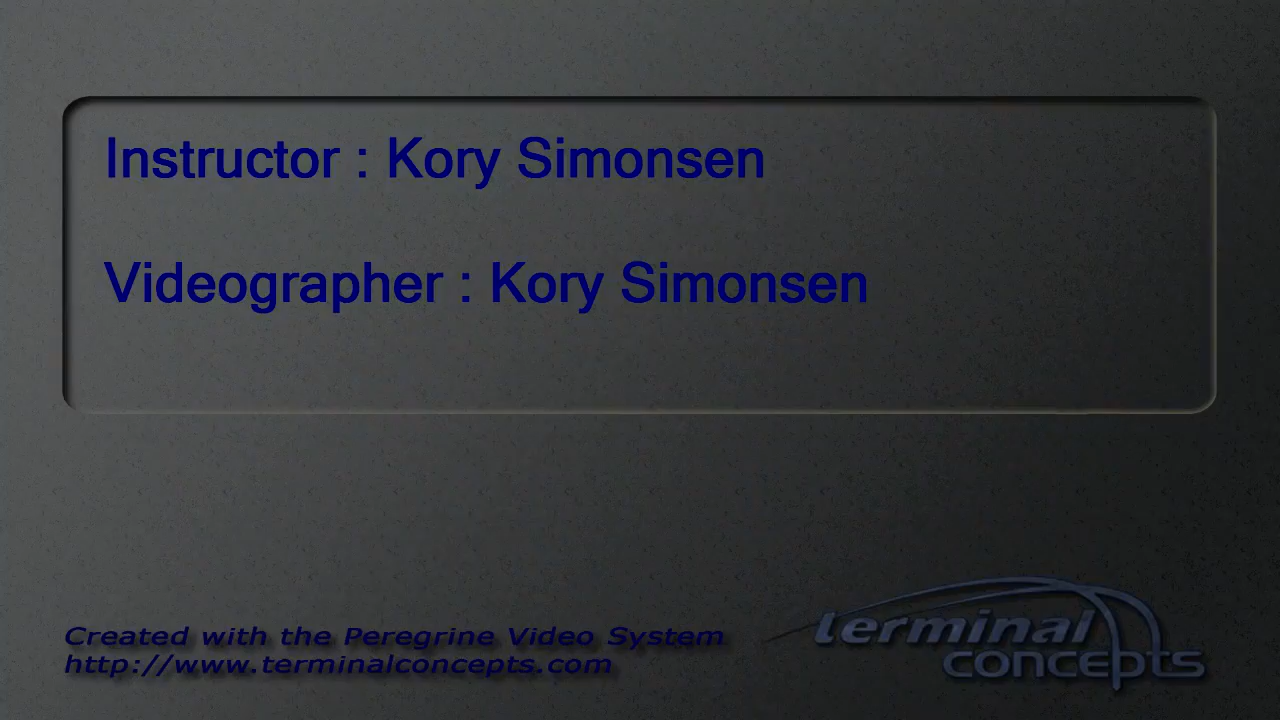 Instructor : Kory Simonsen
Videographer : Kory Simonsen
Created with the Peregrine Video System
http://www.terminalconcepts.com
terminal
concepts